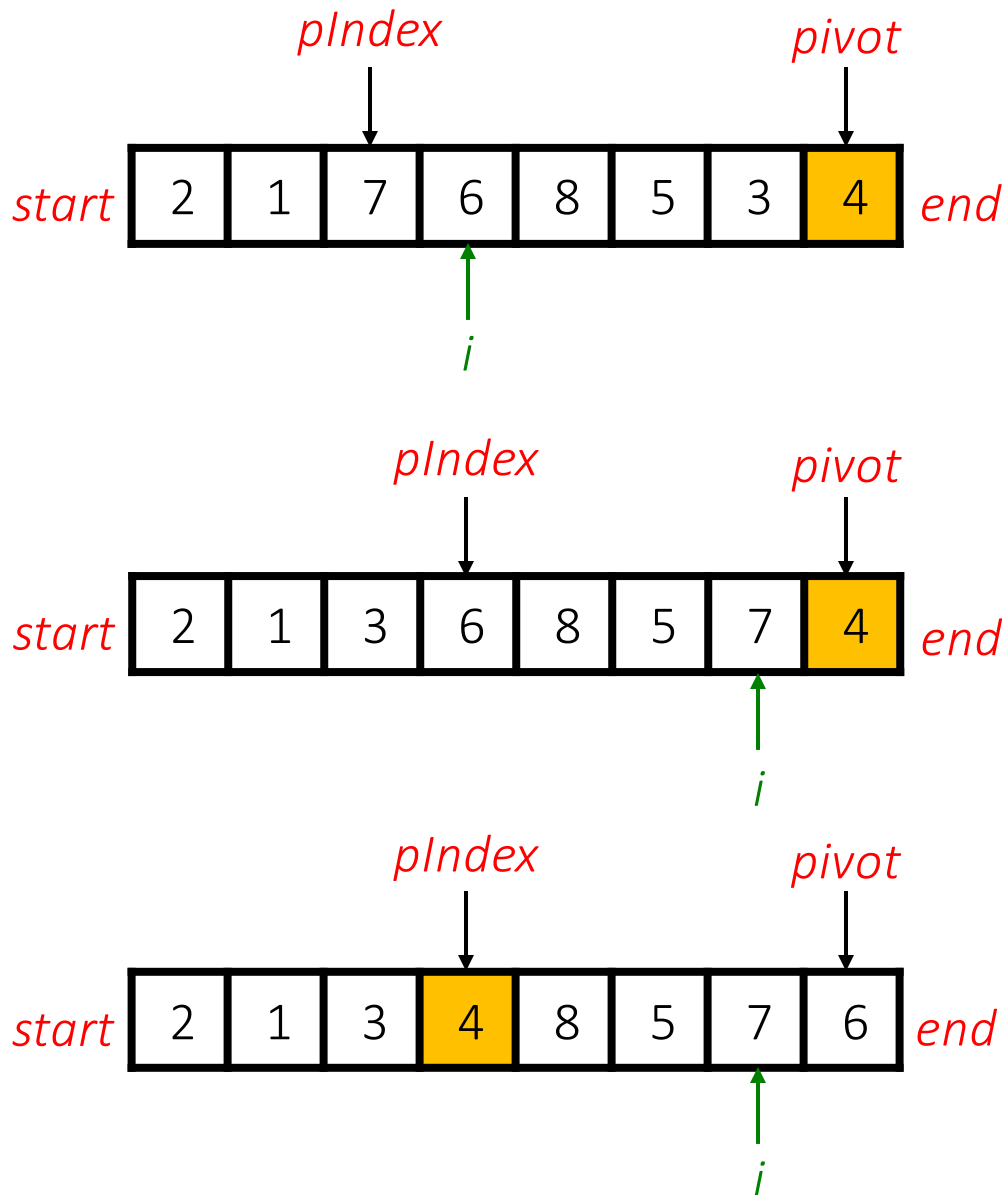 pIndex pivot
start 2 1 7 6 8 5 3 4 end
i
pIndex pivot
start 2 1 3 6 8 5 7 4 end
i
pIndex pivot
start 2 1 3 4 8 5 7 6 end
i